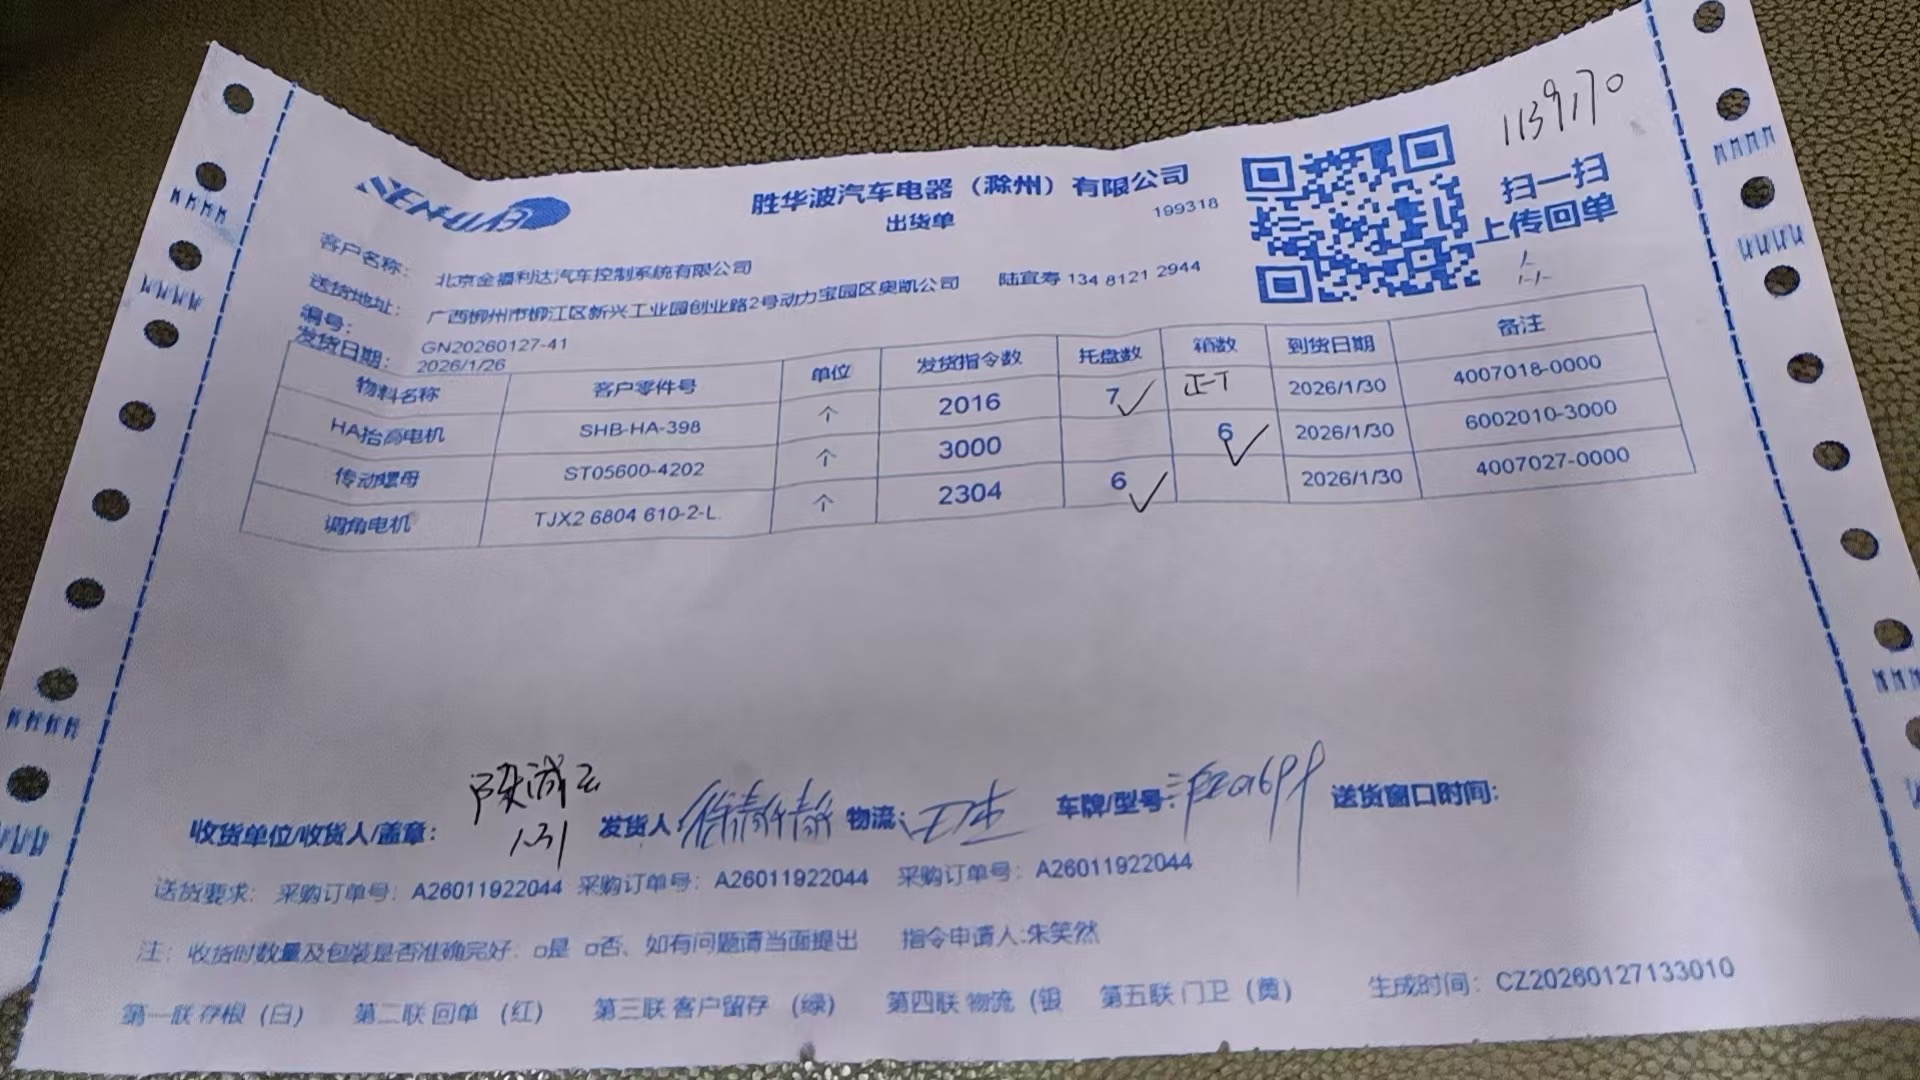 1139170
SENHUABO
胜华波汽车电器（滁州）有限公司
出货单
199318
扫一扫
上传回单
客户名称： 北京金福利达汽车控制系统有限公司
送货地址： 广西柳州市柳江区新兴工业园创业路2号动力宝园区奥凯公司 陆宜寿 134 8121 2944
编号： GN20260127-41
发货日期： 2026/1/26
物料名称 客户零件号 单位 发货指令数 托盘数 箱数 到货日期 备注
HA抬高电机 SHB-HA-398 个 2016 7 正一丅 2026/1/30 4007018-0000
传动螺母 ST05600-4202 个 3000 6 2026/1/30 6002010-3000
调角电机 TJX2 6804 610-2-L 个 2304 6 2026/1/30 4007027-0000
收货单位/收货人/盖章： 1.31 发货人： 徐静静 物流： 卫杰 车牌/型号： 送货窗口时间：
送货要求： 采购订单号：A26011922044 采购订单号：A26011922044 采购订单号：A26011922044
注： 收货时数量及包装是否准确完好：□是 □否、如有问题请当面提出 指令申请人:朱笑然
第一联 存根（白） 第二联 回单（红） 第三联 客户留存（绿） 第四联 物流（银 第五联 门卫（黄） 生成时间：CZ20260127133010